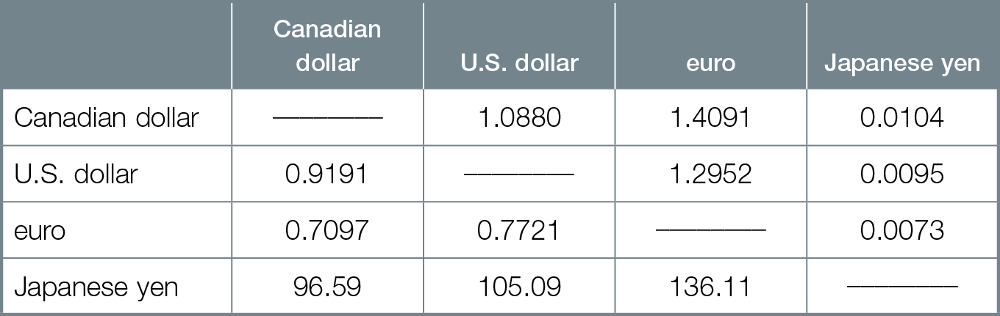 Canadian
dollar U.S. dollar euro Japanese yen
Canadian dollar ———— 1.0880 1.4091 0.0104
U.S. dollar 0.9191 ———— 1.2952 0.0095
euro 0.7097 0.7721 ———— 0.0073
Japanese yen 96.59 105.09 136.11 ————